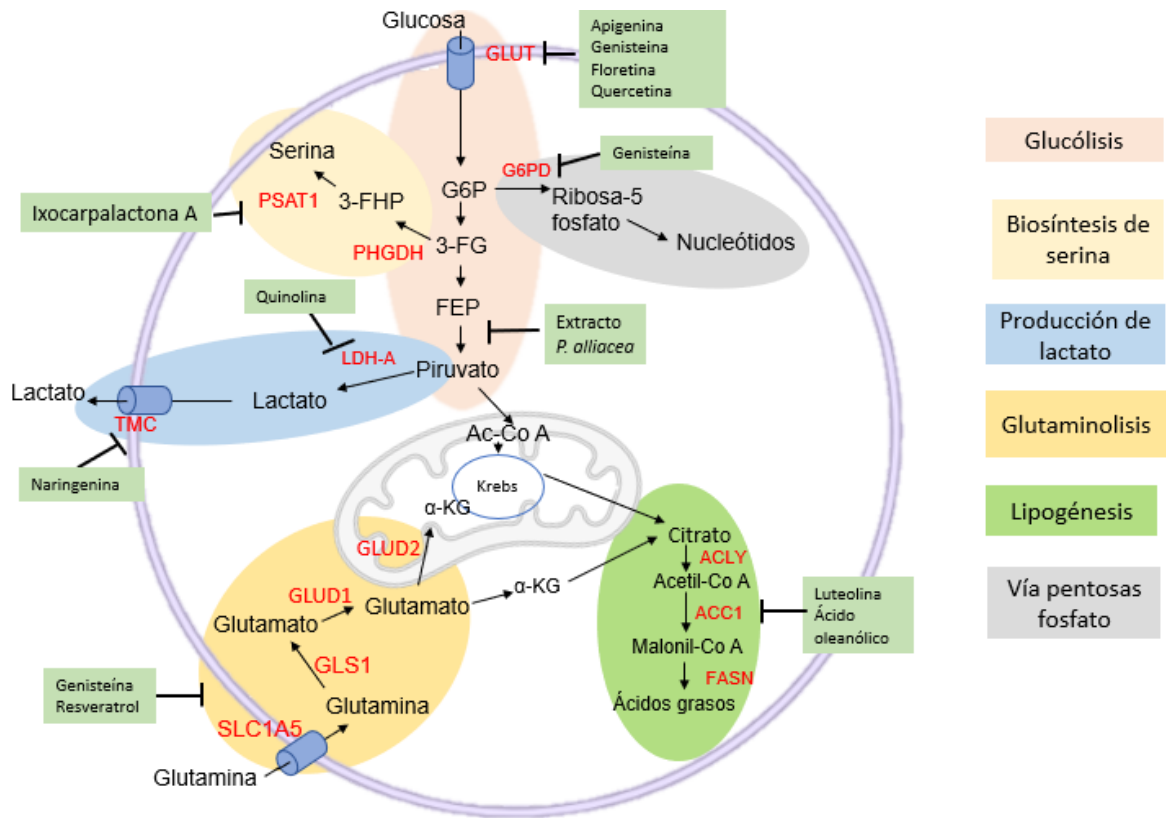 Glucosa
GLUT
Apigenina
Genisteina
Floretina
Quercetina
Glucólisis
Serina
PSAT1
3-FHP
PHGDH
Ixocarpalactona A
G6P
G6PD
Genisteína
Ribosa-5
fosfato
Nucleótidos
3-FG
Biosíntesis de
serina
FEP
Quinolina
LDH-A
Extracto
P. alliacea
Piruvato
Producción de
lactato
Lactato
Lactato
TMC
Naringenina
Ac-Co A
Krebs
α-KG
Glutaminolisis
GLUD2
GLUD1
Glutamato
Glutamato
α-KG
Citrato
ACLY
Acetil-Co A
ACC1
Malonil-Co A
FASN
Ácidos grasos
Luteolina
Ácido
oleanólico
Lipogénesis
Vía pentosas
fosfato
GLS1
Genisteína
Resveratrol
Glutamina
SLC1A5
Glutamina